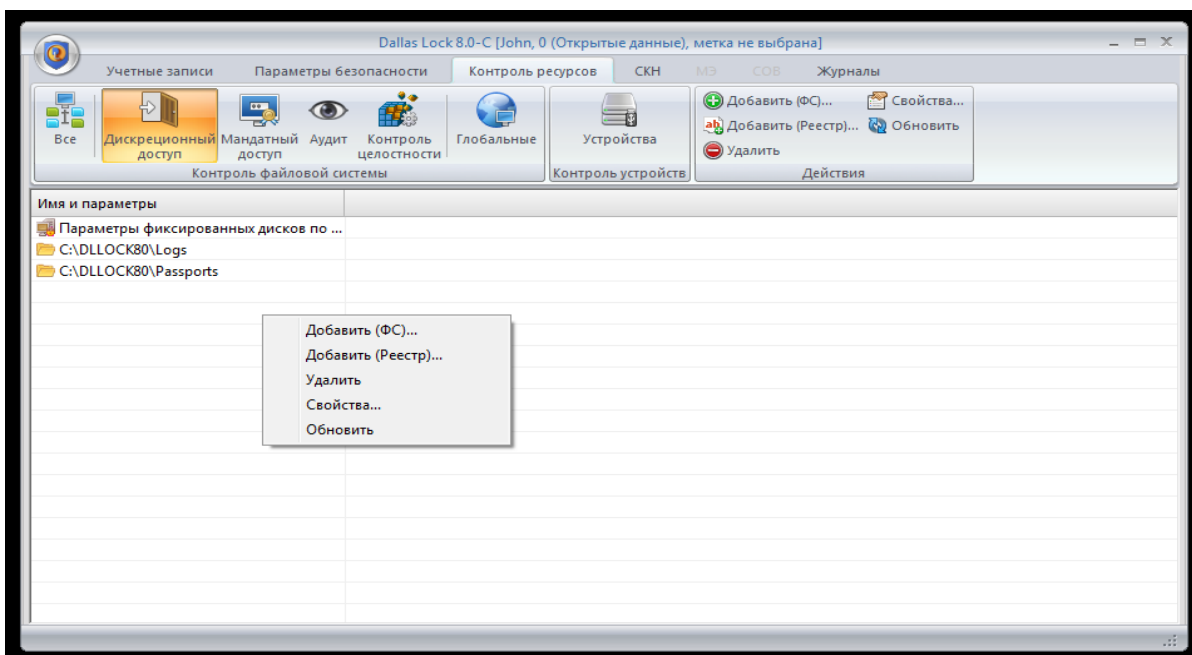 Dallas Lock 8.0-C [John, 0 (Открытые данные), метка не выбрана]
Учетные записи Параметры безопасности Контроль ресурсов СКН МЭ СОВ Журналы
Все
Дискреционный доступ
Мандатный доступ
Аудит
Контроль целостности
Глобальные
Устройства
Добавить (ФС)...
Добавить (Реестр)...
Удалить
Свойства...
Обновить
Контроль файловой системы
Контроль устройств
Действия
Имя и параметры
Параметры фиксированных дисков по ...
C:\DLLOCK80\Logs
C:\DLLOCK80\Passports
Добавить (ФС)...
Добавить (Реестр)...
Удалить
Свойства...
Обновить